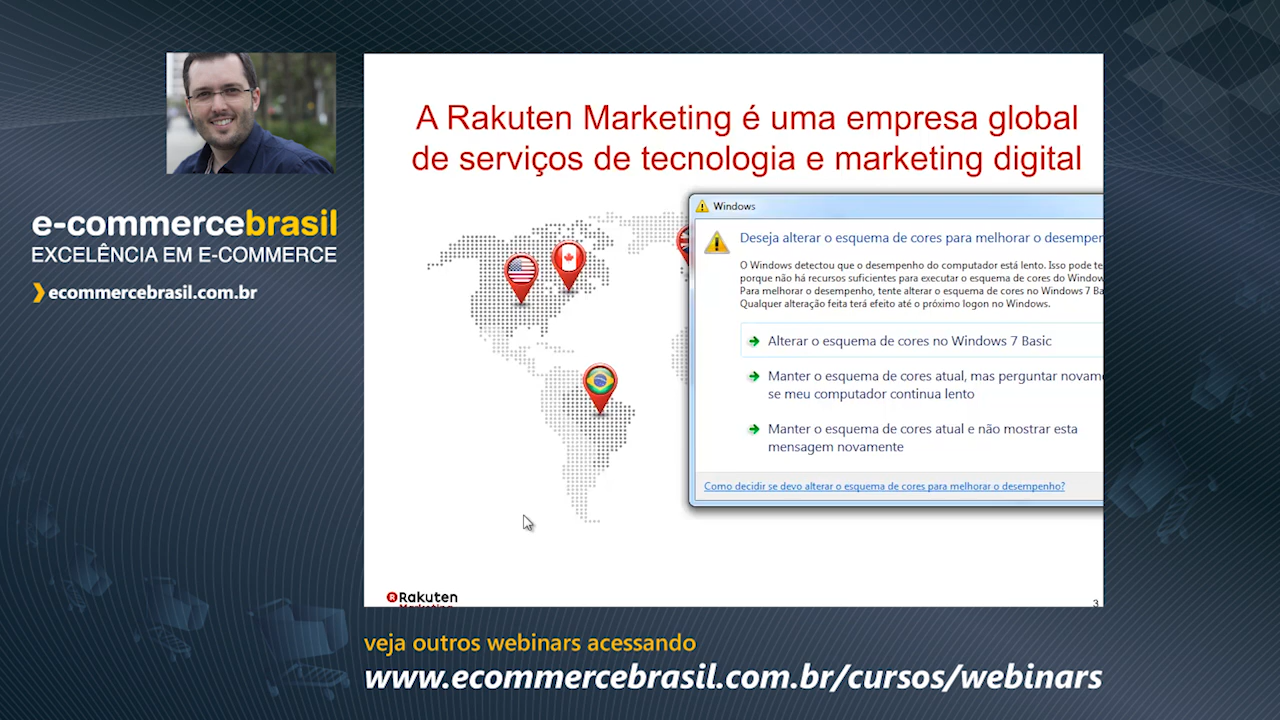 e-commercebrasil
EXCELÊNCIA EM E-COMMERCE
ecommercebrasil.com.br
A Rakuten Marketing é uma empresa global
de serviços de tecnologia e marketing digital
Windows
Deseja alterar o esquema de cores para melhorar o
O Windows detectou que o desempenho do computador está lento. Isso pode
porque não há recursos suficientes para executar o esquema de cores do
Para melhorar o desempenho, tente alterar o esquema de cores no Windows 7
Qualquer alteração feita terá efeito até o próximo logon no Windows.
Alterar o esquema de cores no Windows 7 Basic
Manter o esquema de cores atual, mas perguntar
se meu computador continua lento
Manter o esquema de cores atual e não mostrar esta
mensagem novamente
Como decidir se devo alterar o esquema de cores para melhorar o desempenho?
Rakuten
Marketing
3
veja outros webinars acessando
www.ecommercebrasil.com.br/cursos/webinars